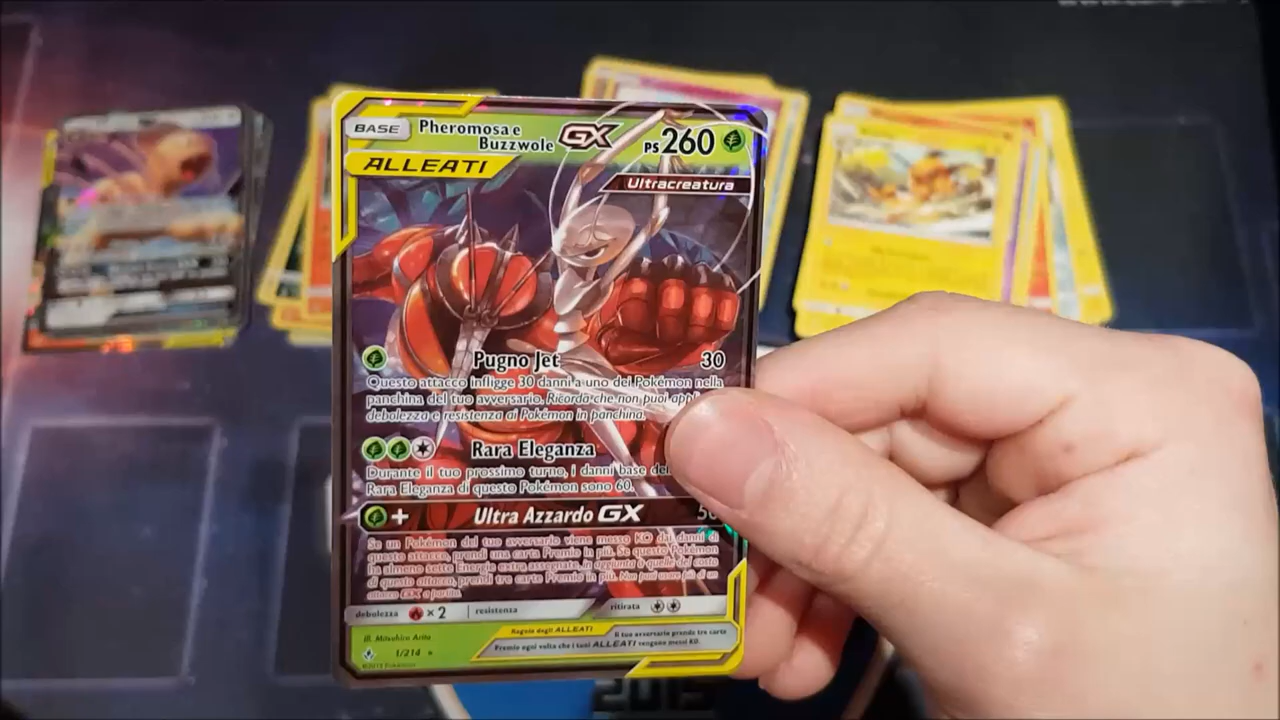 BASE
Pheromosa e
Buzzwole GX
PS 260
ALLEATI
Ultracreatura
Pugno Jet 30
Questo attacco infligge 30 danni a uno dei Pokémon nella
panchina del tuo avversario. Ricorda che non puoi
debolezza e resistenza ai Pokémon in panchina.
Rara Eleganza
Durante il tuo prossimo turno, i danni base
Rara Eleganza di questo Pokémon sono 60.
+ Ultra Azzardo GX
Se un Pokémon del tuo avversario viene messo KO dai danni di
questo attacco, prendi una carta Premio in più. Se questo Pokémon
ha almeno sette Energie extra assegnate, in aggiunta a quelle del costo
di questo attacco, prendi tre carte Premio in più. Non puoi usare più di un
attacco GX a partita.
debolezza ×2 resistenza ritirata
Ill. Mitsuhiro Arita
1/214
©2019 Pokémon
Regola degli ALLEATI Il tuo avversario prende tre carte
Premio ogni volta che i tuoi ALLEATI vengono messi KO.
2019